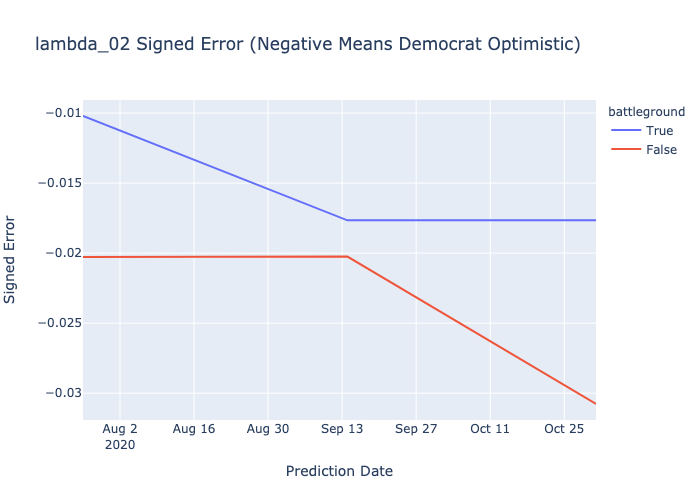 lambda_02 Signed Error (Negative Means Democrat Optimistic)
battleground
True
False
−0.01
−0.015
−0.02
−0.025
−0.03
Signed Error
Aug 2
2020
Aug 16
Aug 30
Sep 13
Sep 27
Oct 11
Oct 25
Prediction Date